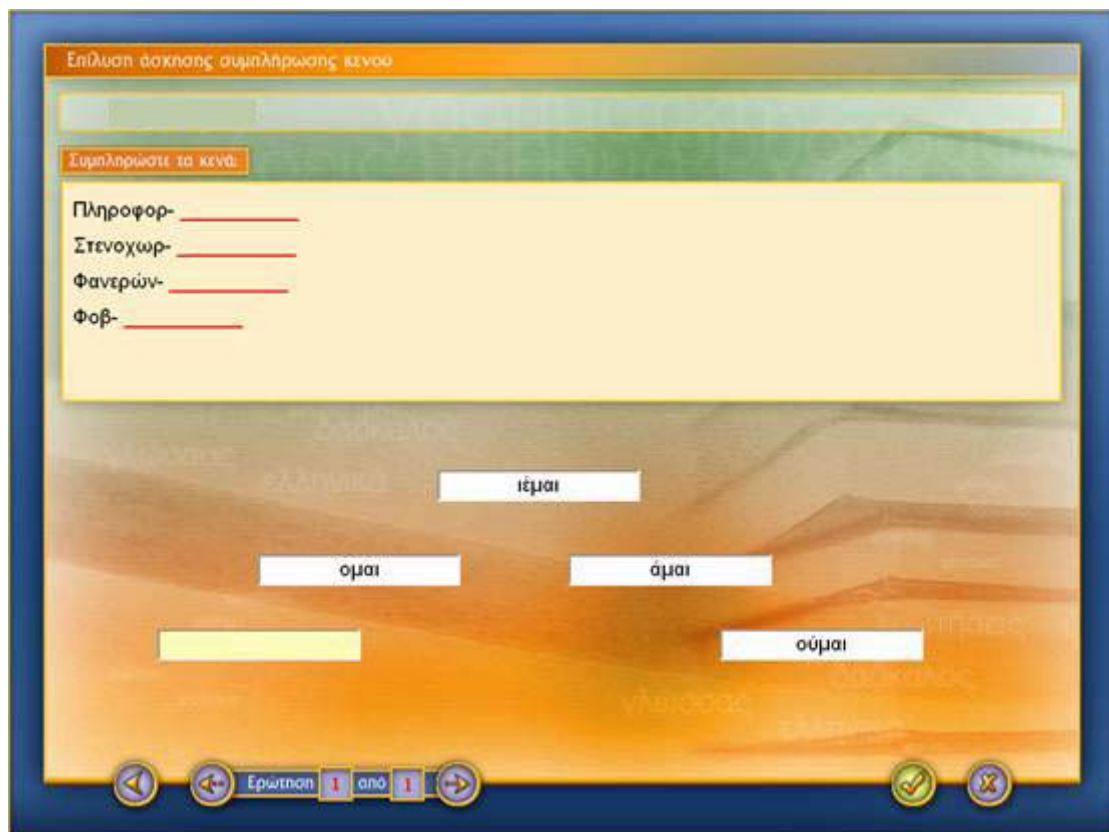 Επίλυση άσκησης συμπλήρωσης κενού
Συμπληρώστε τα κενά:
Πληροφορ-
Στενοχωρ-
Φανερών-
Φοβ-
ιέμαι
ομαι
άμαι
ούμαι
Ερώτηση 1 από 1